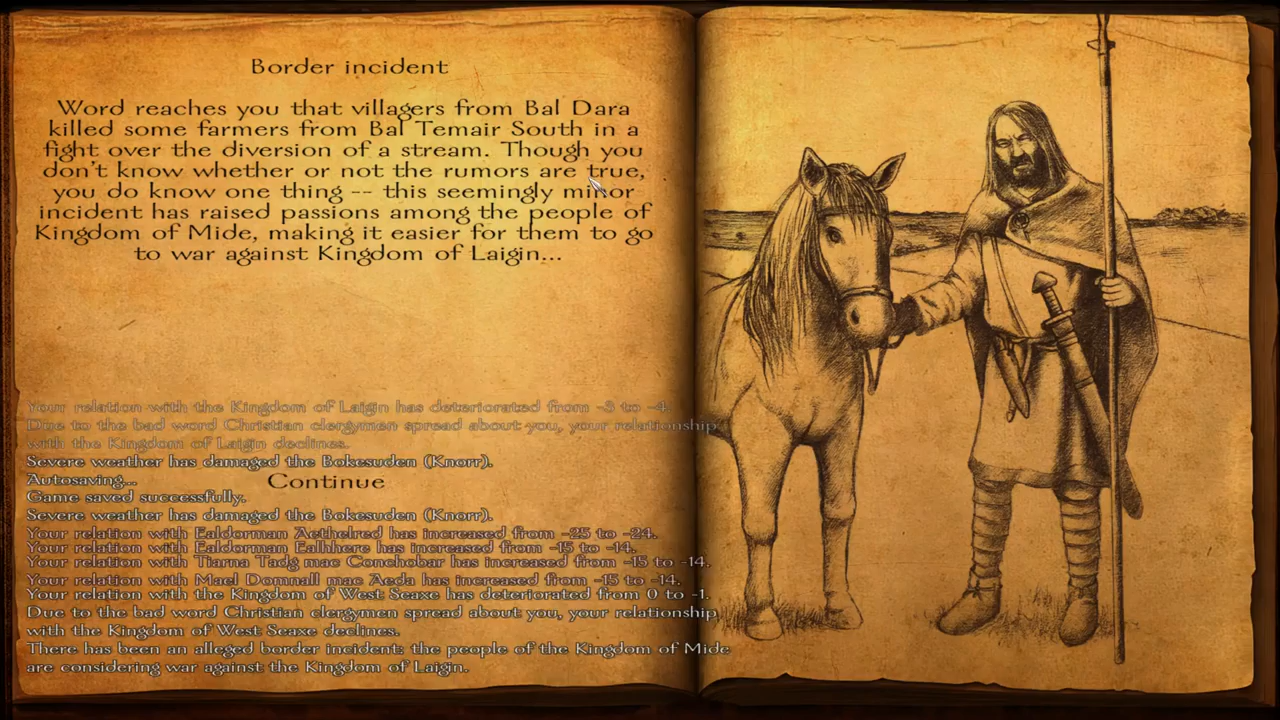 Border incident
Word reaches you that villagers from Bal Dara
killed some farmers from Bal Temair South in a
fight over the diversion of a stream. Though you
don't know whether or not the rumors are true,
you do know one thing -- this seemingly minor
incident has raised passions among the people of
Kingdom of Mide, making it easier for them to go
to war against Kingdom of Laigin...
Your relation with the Kingdom of Laigin has deteriorated from -3 to -4.
Due to the bad word Christian clergymen spread about you, your relationship
with the Kingdom of Laigin declines.
Severe weather has damaged the Bokesuden (Knorr).
Autosaving...
Continue
Game saved successfully.
Severe weather has damaged the Bokesuden (Knorr).
Your relation with Ealdorman Aethelred has increased from -25 to -24.
Your relation with Ealdorman Ealhhere has increased from -15 to -14.
Your relation with Tiarna Tadg mac Conchobar has increased from -15 to -14.
Your relation with Mael Domnall mac Aeda has increased from -15 to -14.
Your relation with the Kingdom of West Seaxe has deteriorated from 0 to -1.
Due to the bad word Christian clergymen spread about you, your relationship
with the Kingdom of West Seaxe declines.
There has been an alleged border incident: the people of the Kingdom of Mide
are considering war against the Kingdom of Laigin.